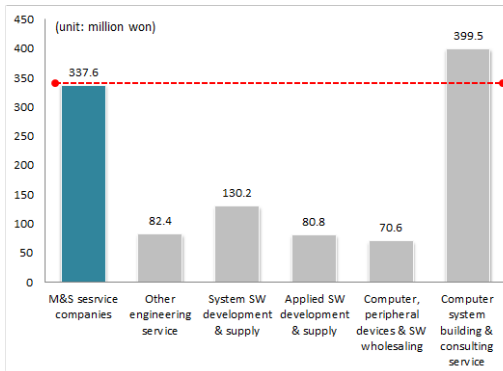 (unit: million won)
450
400
350
300
250
200
150
100
50
0
337.6
82.4
130.2
80.8
70.6
399.5
M&S sesrvice
companies
Other
engineering
service
System SW
development
& supply
Applied SW
development
& supply
Computer,
peripheral
devices & SW
wholesaling
Computer
system
building &
consulting
service